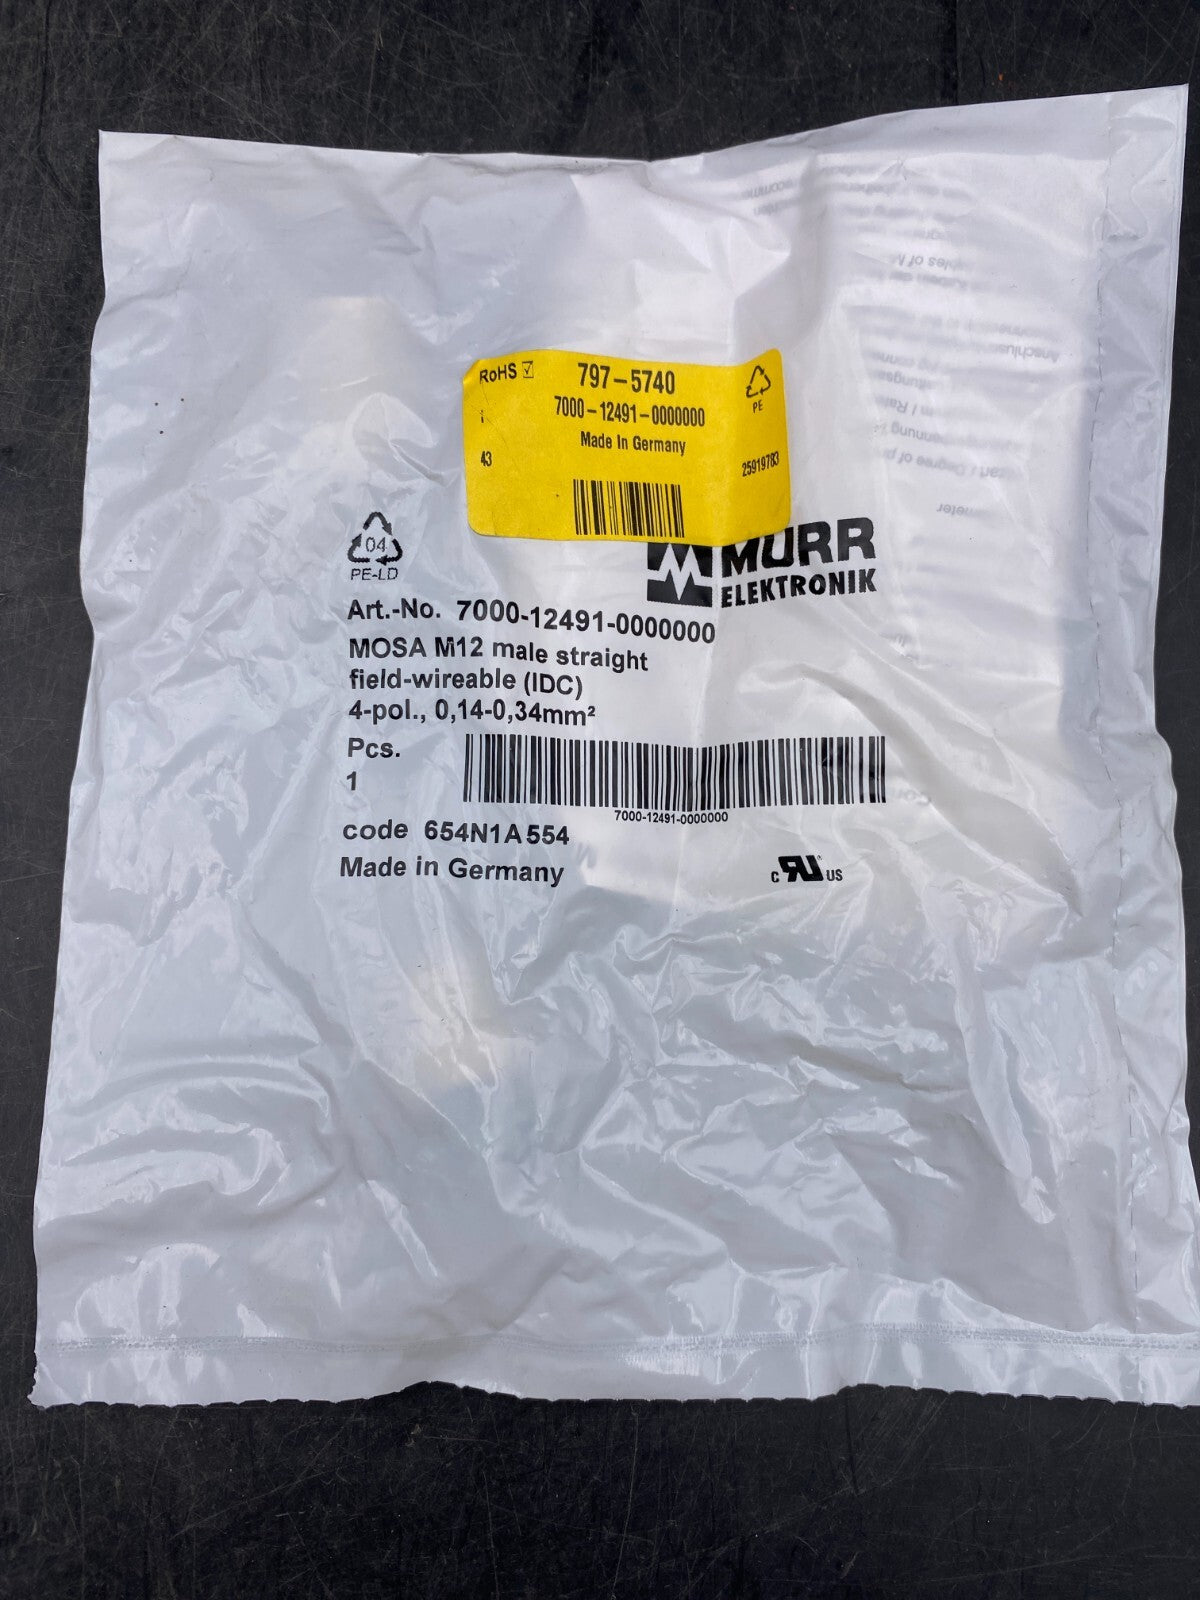 RoHS
797-5740
7000-12491-0000000
Made In Germany
43
PE
25919783
04
PE-LD
MURR
ELEKTRONIK
Art.-No. 7000-12491-0000000
MOSA M12 male straight
field-wireable (IDC)
4-pol., 0,14-0,34mm²
Pcs.
1
7000-12491-0000000
code 654N1A554
Made in Germany
c RU US